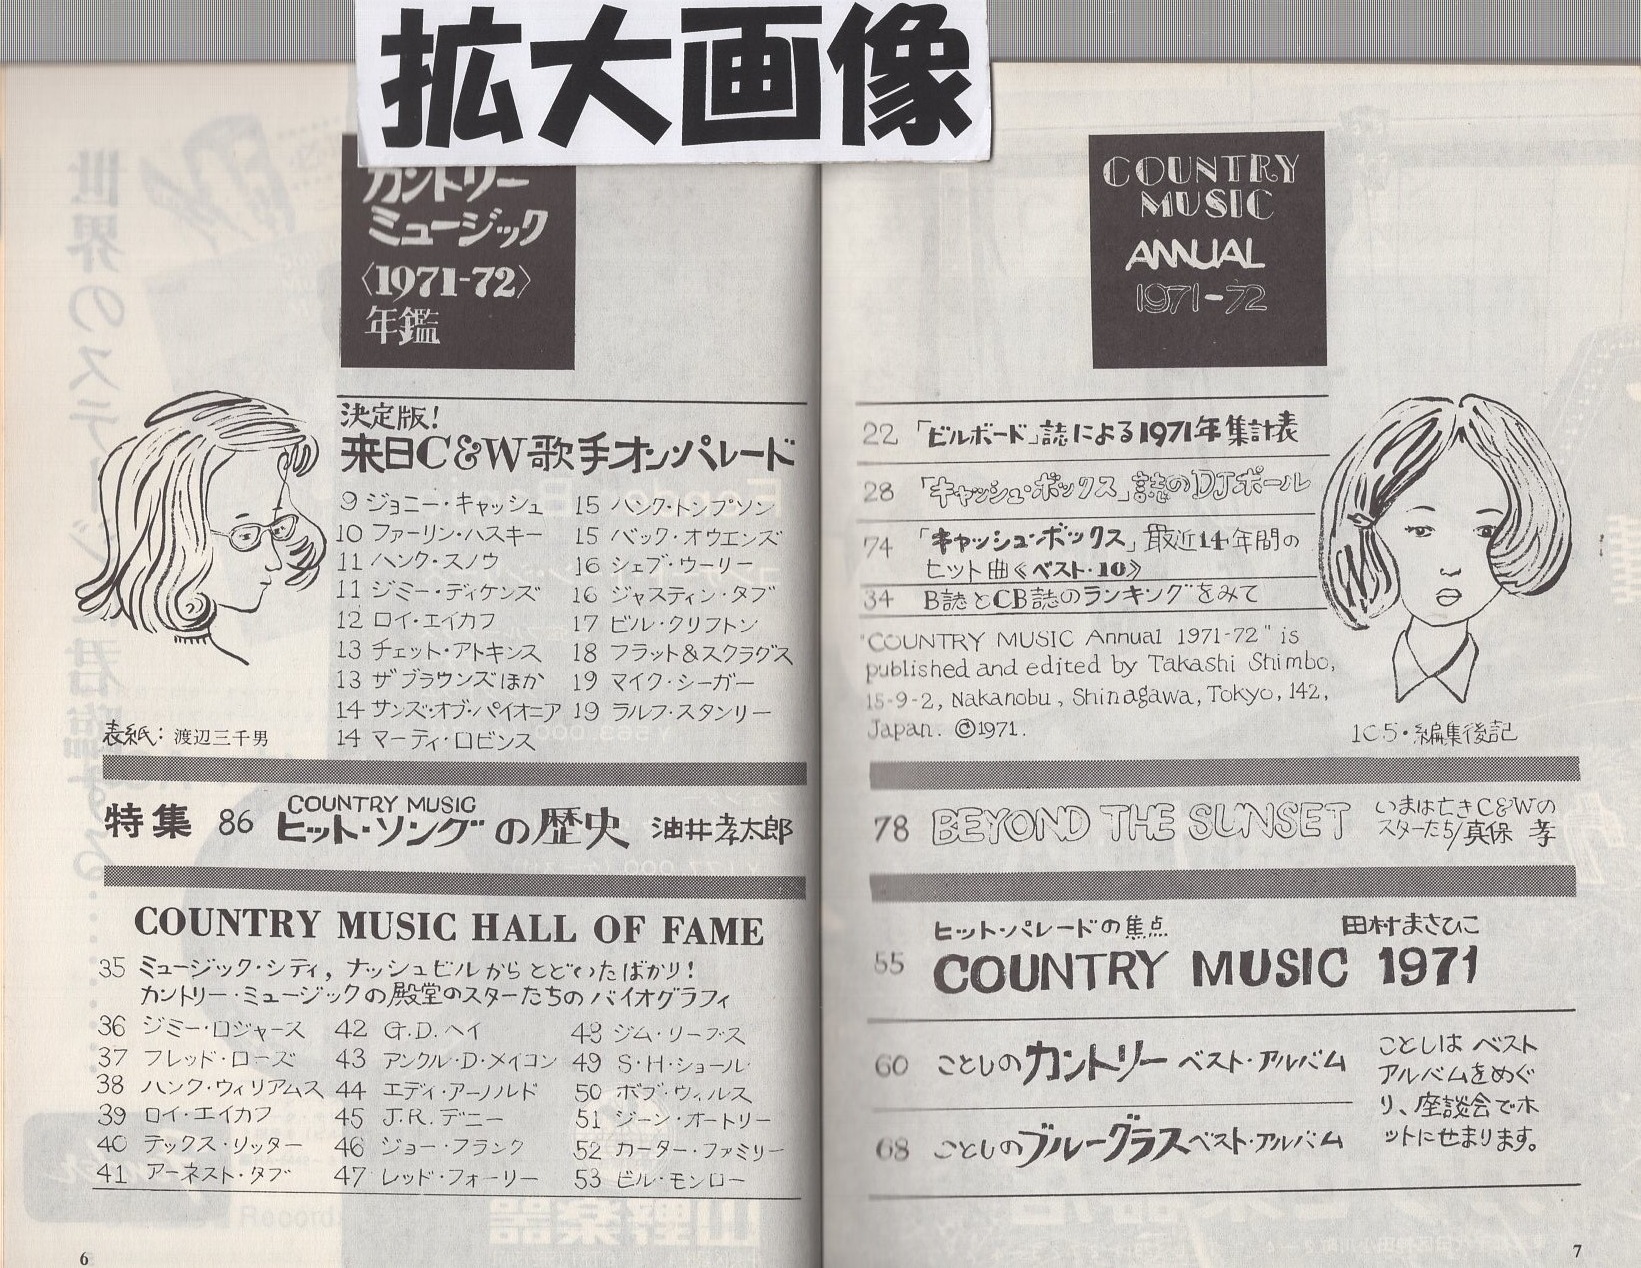 拡大画像
カントリー
ミュージック
〈1971-72〉
年鑑
決定版!
来日C&W歌手オン・パレード
9 ジョニー・キャッシュ
10 ファーリン・ハスキー
11 ハンク・スノウ
11 ジミー・ディケンズ
12 ロイ・エイカフ
13 チェット・アトキンス
13 ザ ブラウンズ ほか
14 サンズ・オブ・パイオニア
14 マーティ・ロビンス
15 ハンク・トンプソン
15 バック・オウエンズ
16 シェブ・ウーリー
16 ジャスティン・タブ
17 ビル・クリフトン
18 フラット&スクラグス
19 マイク・シーガー
19 ラルフ・スタンリー
表紙:渡辺三千男
特集 86 COUNTRY MUSIC
ヒット・ソングの歴史 油井孝太郎
COUNTRY MUSIC HALL OF FAME
35 ミュージック・シティ, ナッシュビルからとどいたばかり!
カントリー・ミュージックの殿堂のスターたちのバイオグラフィ
36 ジミー・ロジャース
37 フレッド・ローズ
38 ハンク・ウィリアムス
39 ロイ・エイカフ
40 テックス・リッター
41 アーネスト・タブ
42 G.D.ヘイ
43 アンクル・D・メイコン
44 エディ・アーノルド
45 J.R.デニー
46 ジョー・フランク
47 レッド・フォーリー
48 ジム・リーブス
49 S・H・ショール
50 ボブ・ウィルス
51 ジーン・オートリー
52 カーター・ファミリー
53 ビル・モンロー
6
COUNTRY
MUSIC
ANNUAL
1971-72
22 「ビルボード」誌による1971年集計表
28 「キャッシュ・ボックス」誌のDJポール
74 「キャッシュ・ボックス」最近14年間の
ヒット曲《ベスト・10》
34 B誌とCB誌のランキングをみて
"COUNTRY MUSIC Annual 1971-72" is
published and edited by Takashi Shimbo,
15-9-2, Nakanobu, Shinagawa, Tokyo, 142,
Japan. ©1971.
105・編集後記
78 BEYOND THE SUNSET いまは亡きC&Wの
スターたち/真保 孝
ヒット・パレードの焦点 田村まさひこ
55 COUNTRY MUSIC 1971
60 ことしのカントリー ベスト・アルバム
68 ことしのブルーグラスベスト・アルバム
ことしは ベスト
アルバムをめぐ
り、座談会でホ
ットにせまります。
7